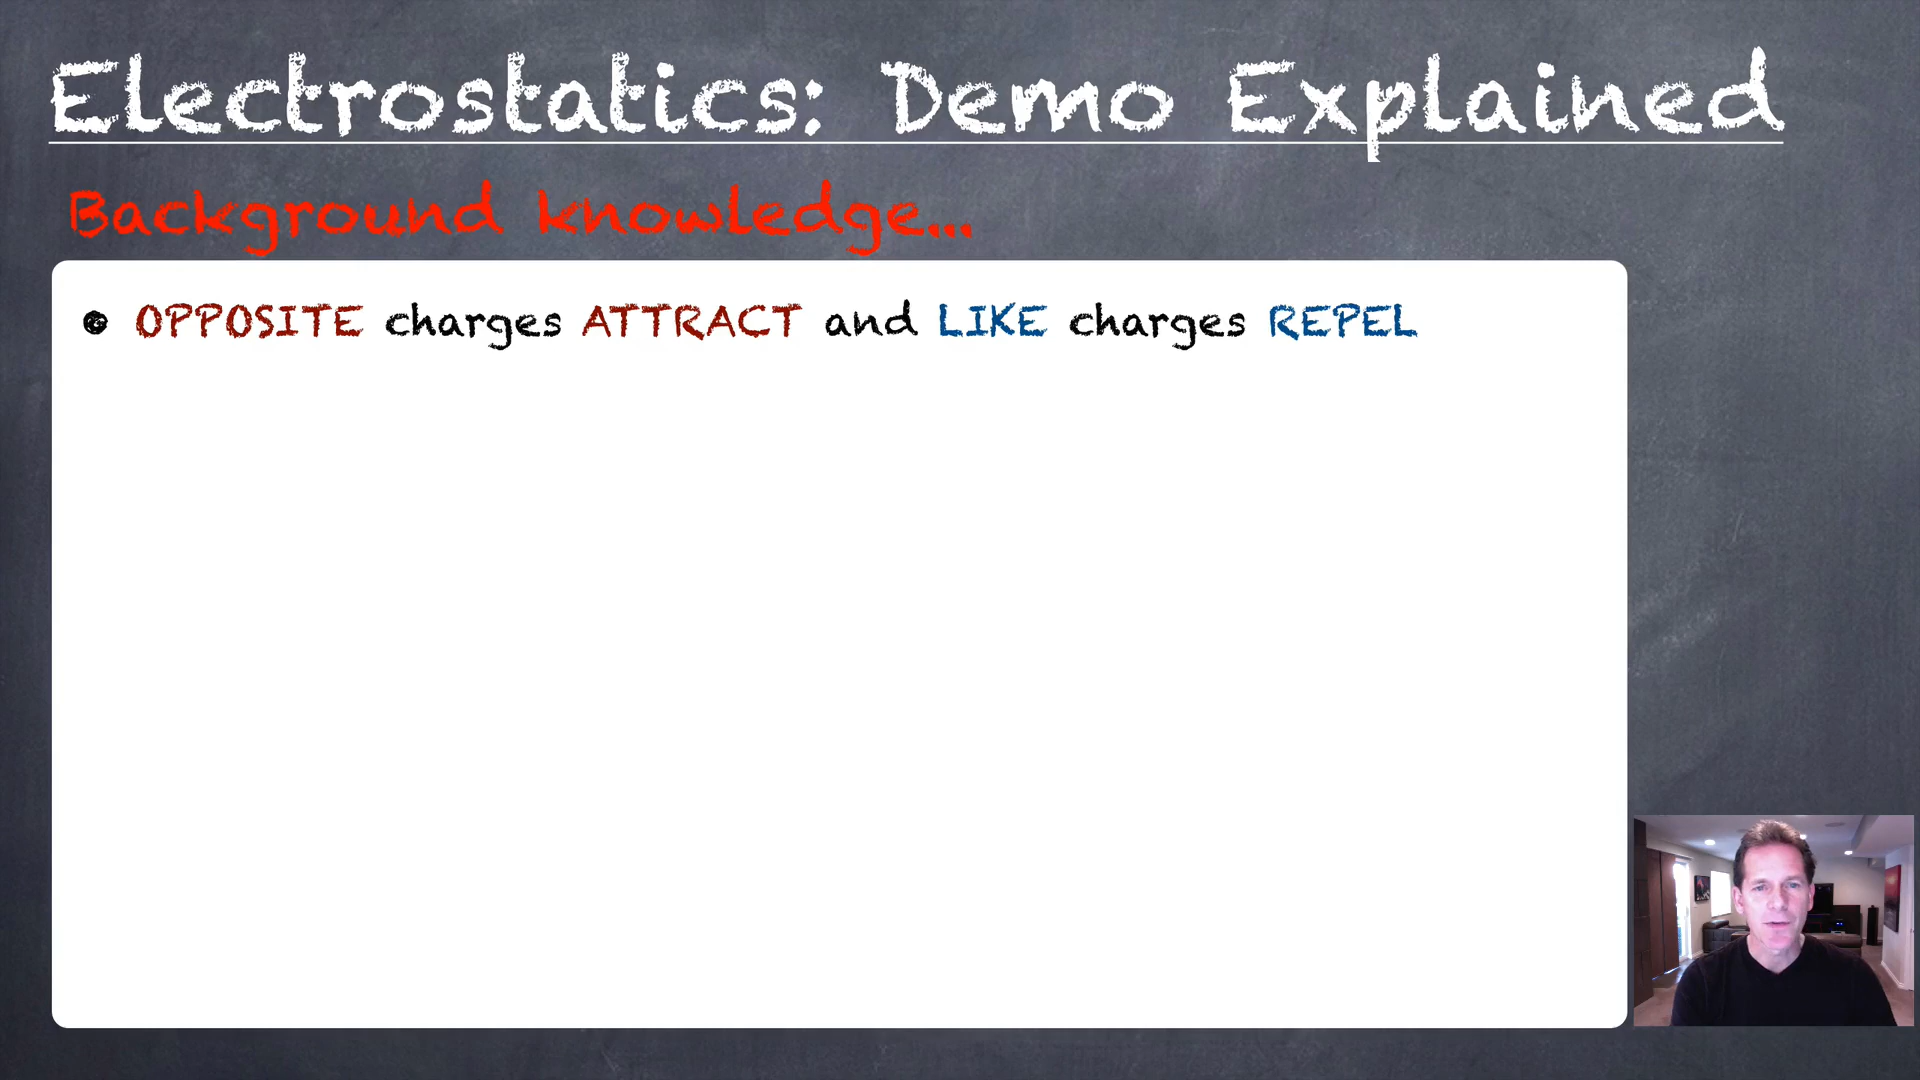 Electrostatics: Demo Explained
Background knowledge...
• OPPOSITE charges ATTRACT and LIKE charges REPEL